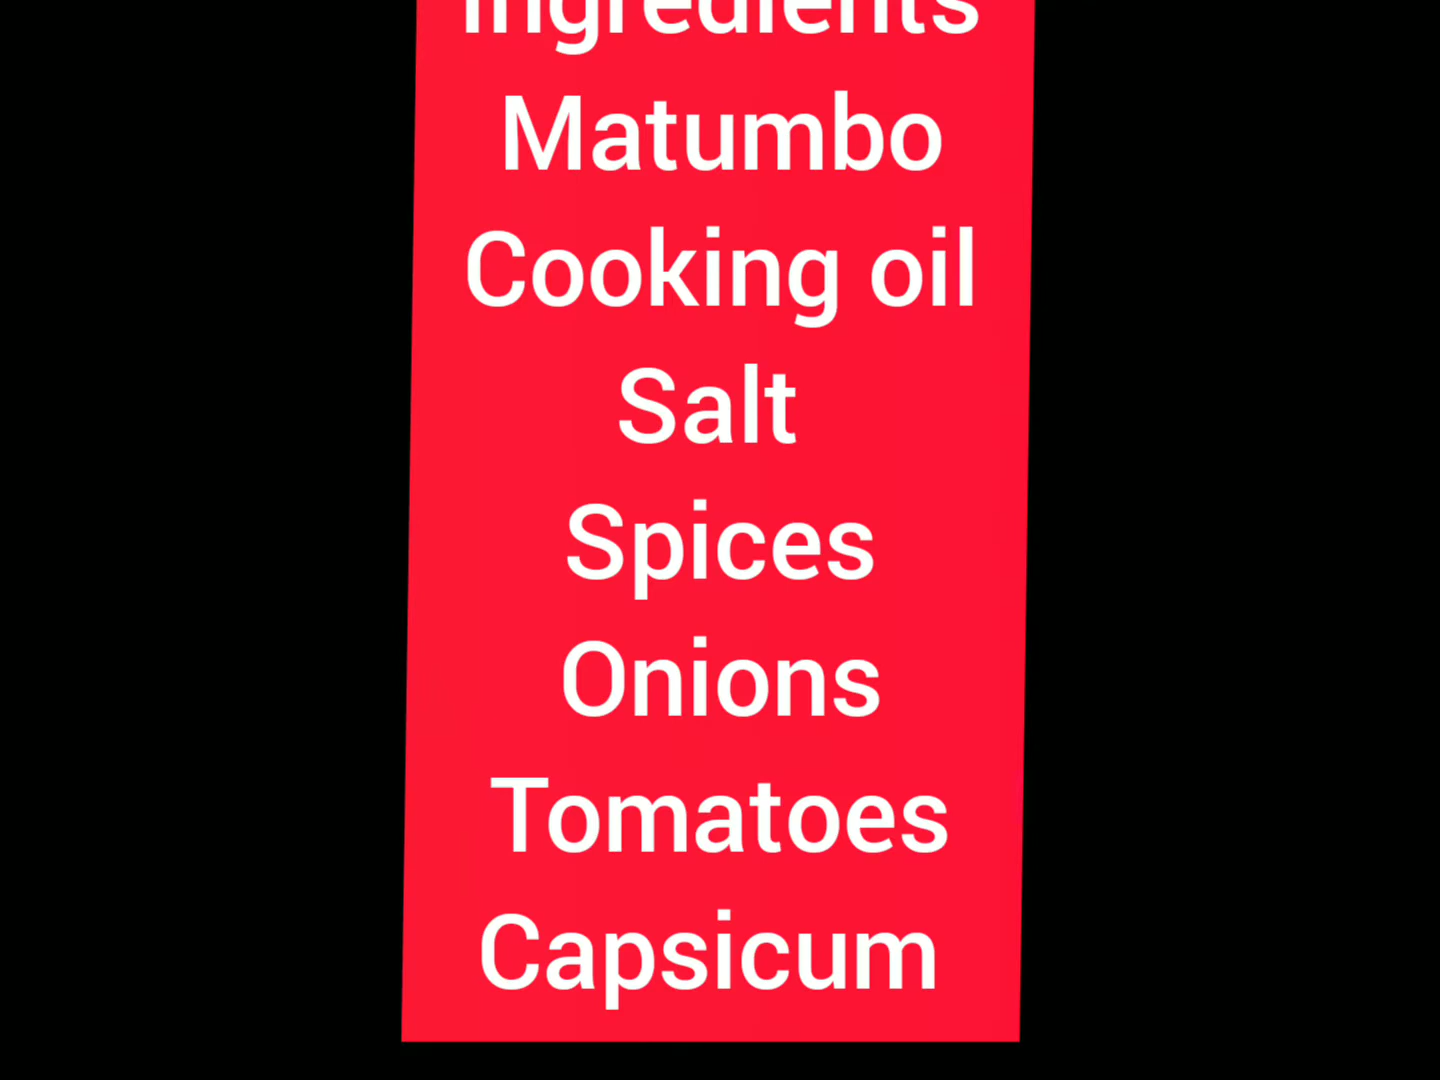 Ingredients
Matumbo
Cooking oil
Salt
Spices
Onions
Tomatoes
Capsicum